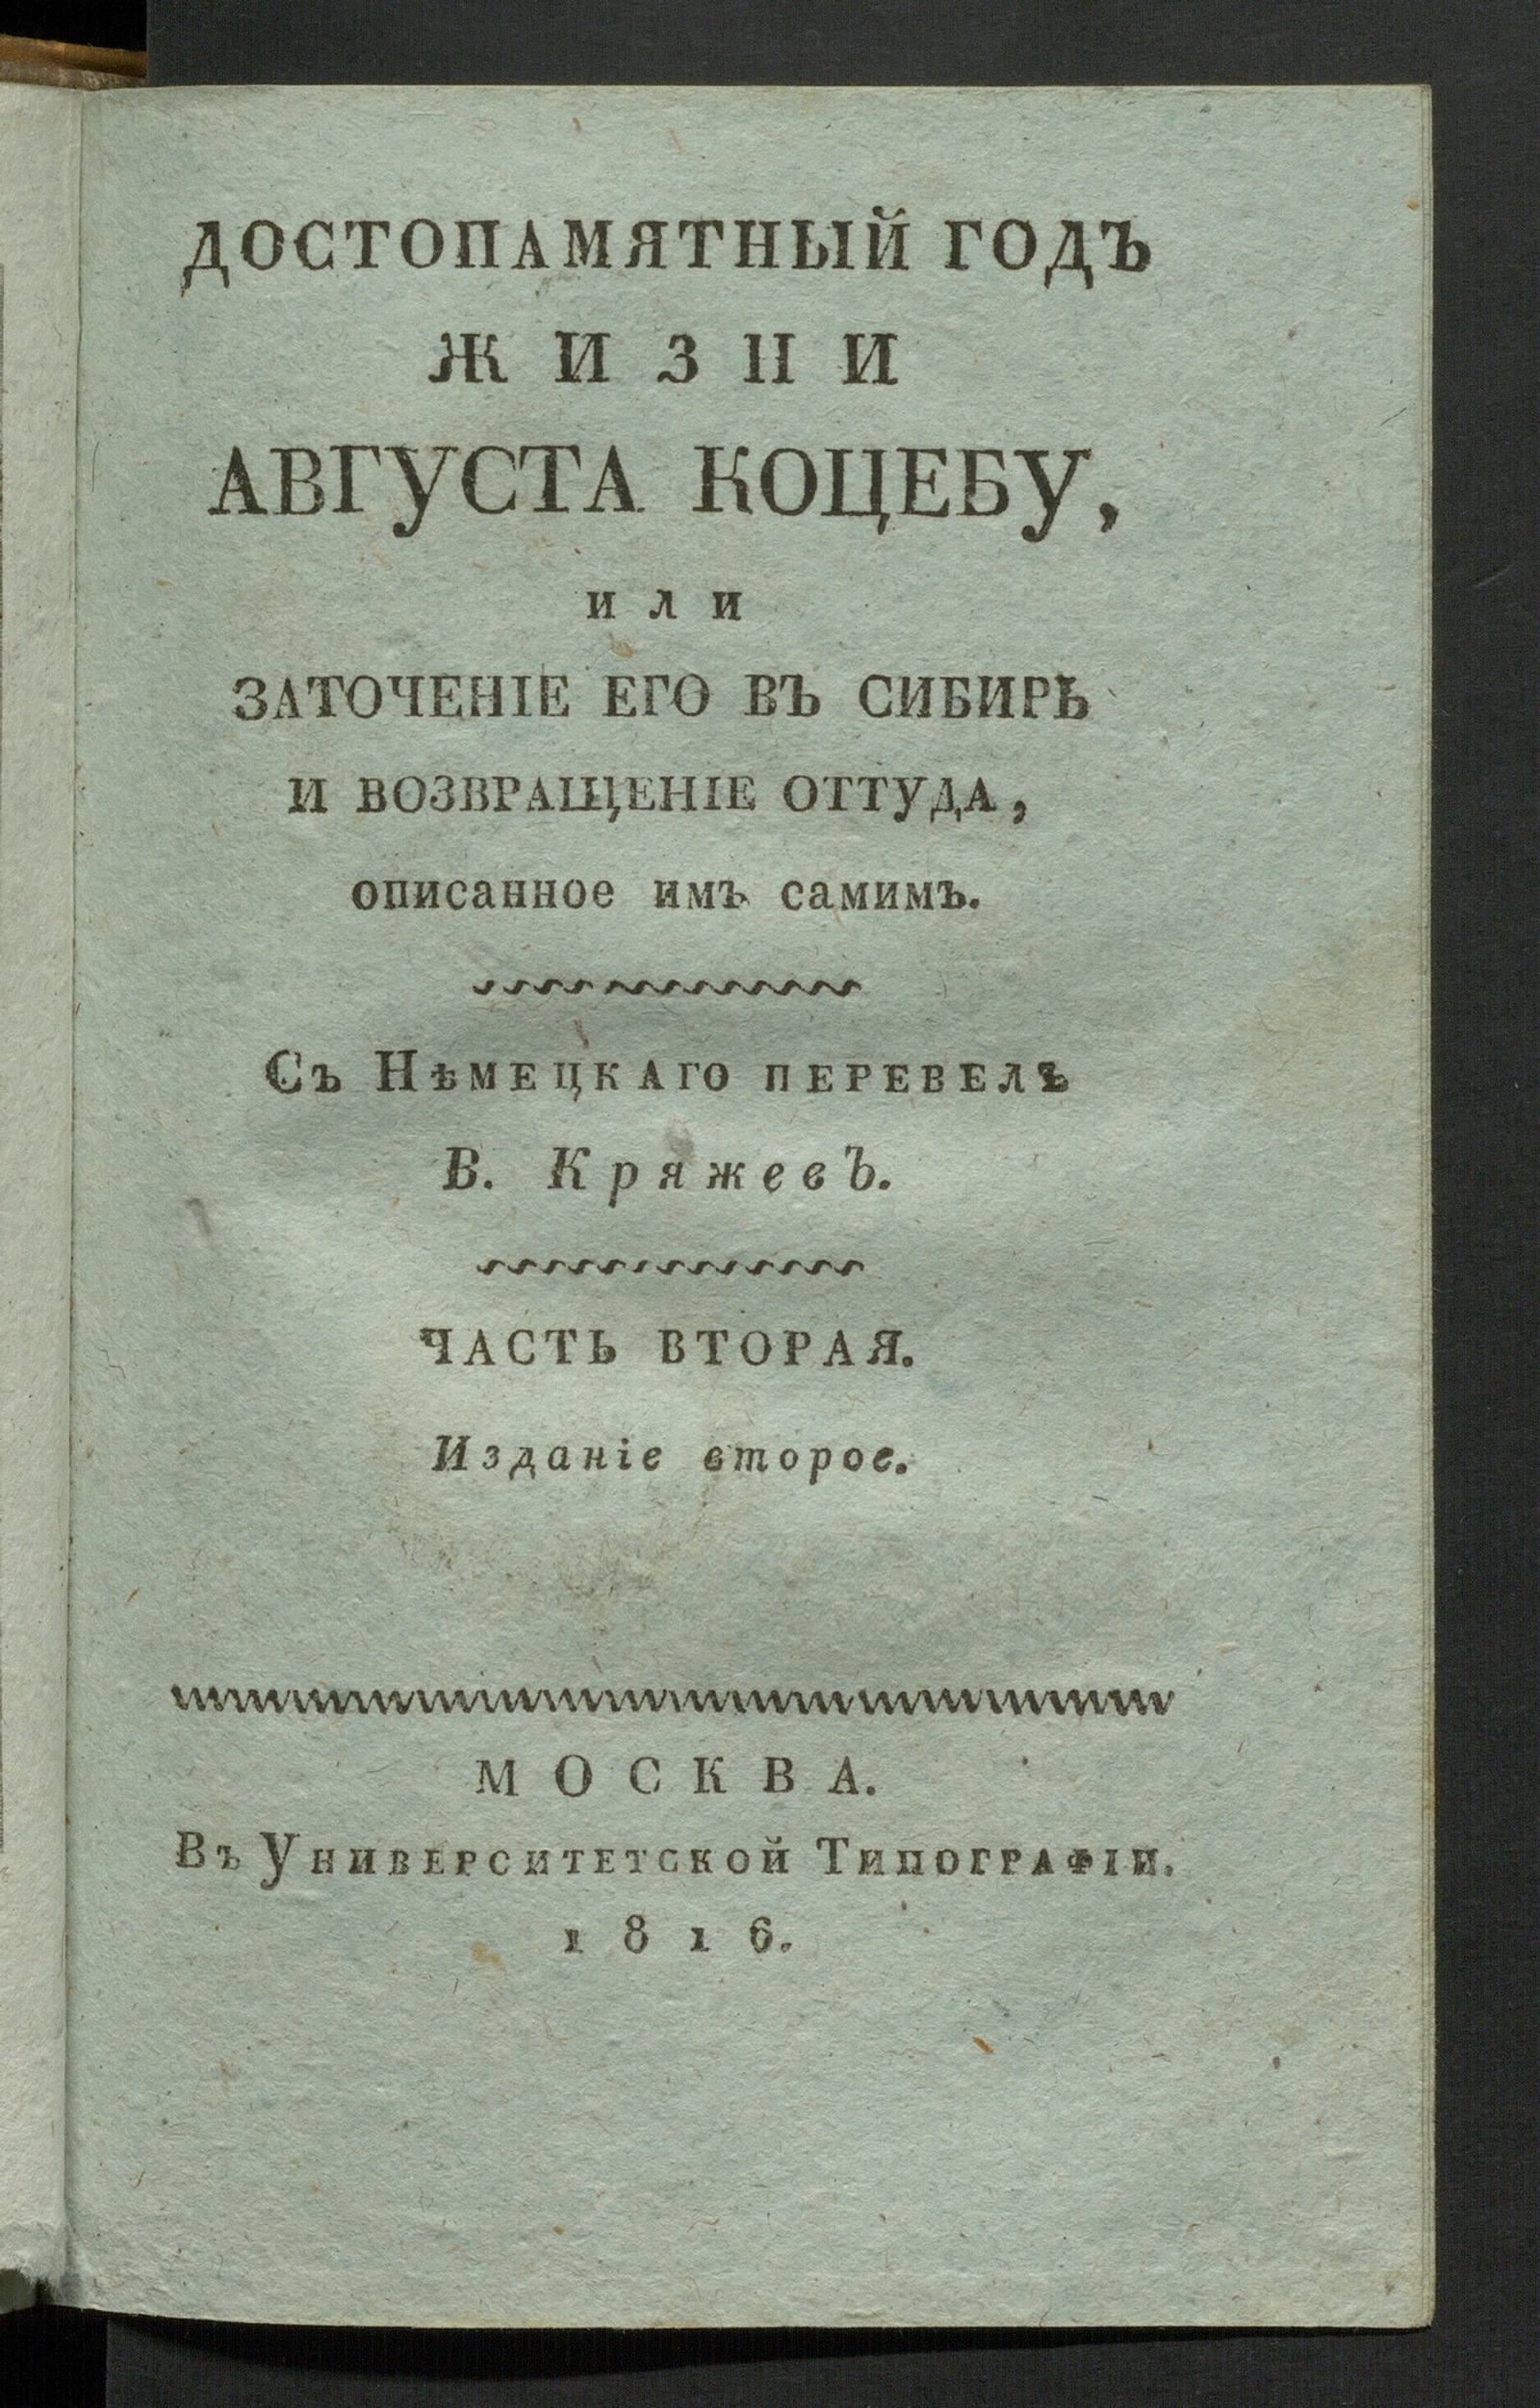 ДОСТОПАМЯТНЫЙ ГОДЪ
ЖИЗНИ
АВГУСТА КОЦЕБУ,
или
ЗАТОЧЕНІЕ ЕГО ВЪ СИБИРЬ
И ВОЗВРАЩЕНІЕ ОТТУДА,
описанное имъ самимъ.
Съ Нѣмецкаго перевелъ
В. Кряжевъ.
ЧАСТЬ ВТОРАЯ.
Изданіе второе.
МОСКВА.
Въ Университетской Типографіи.
1816.